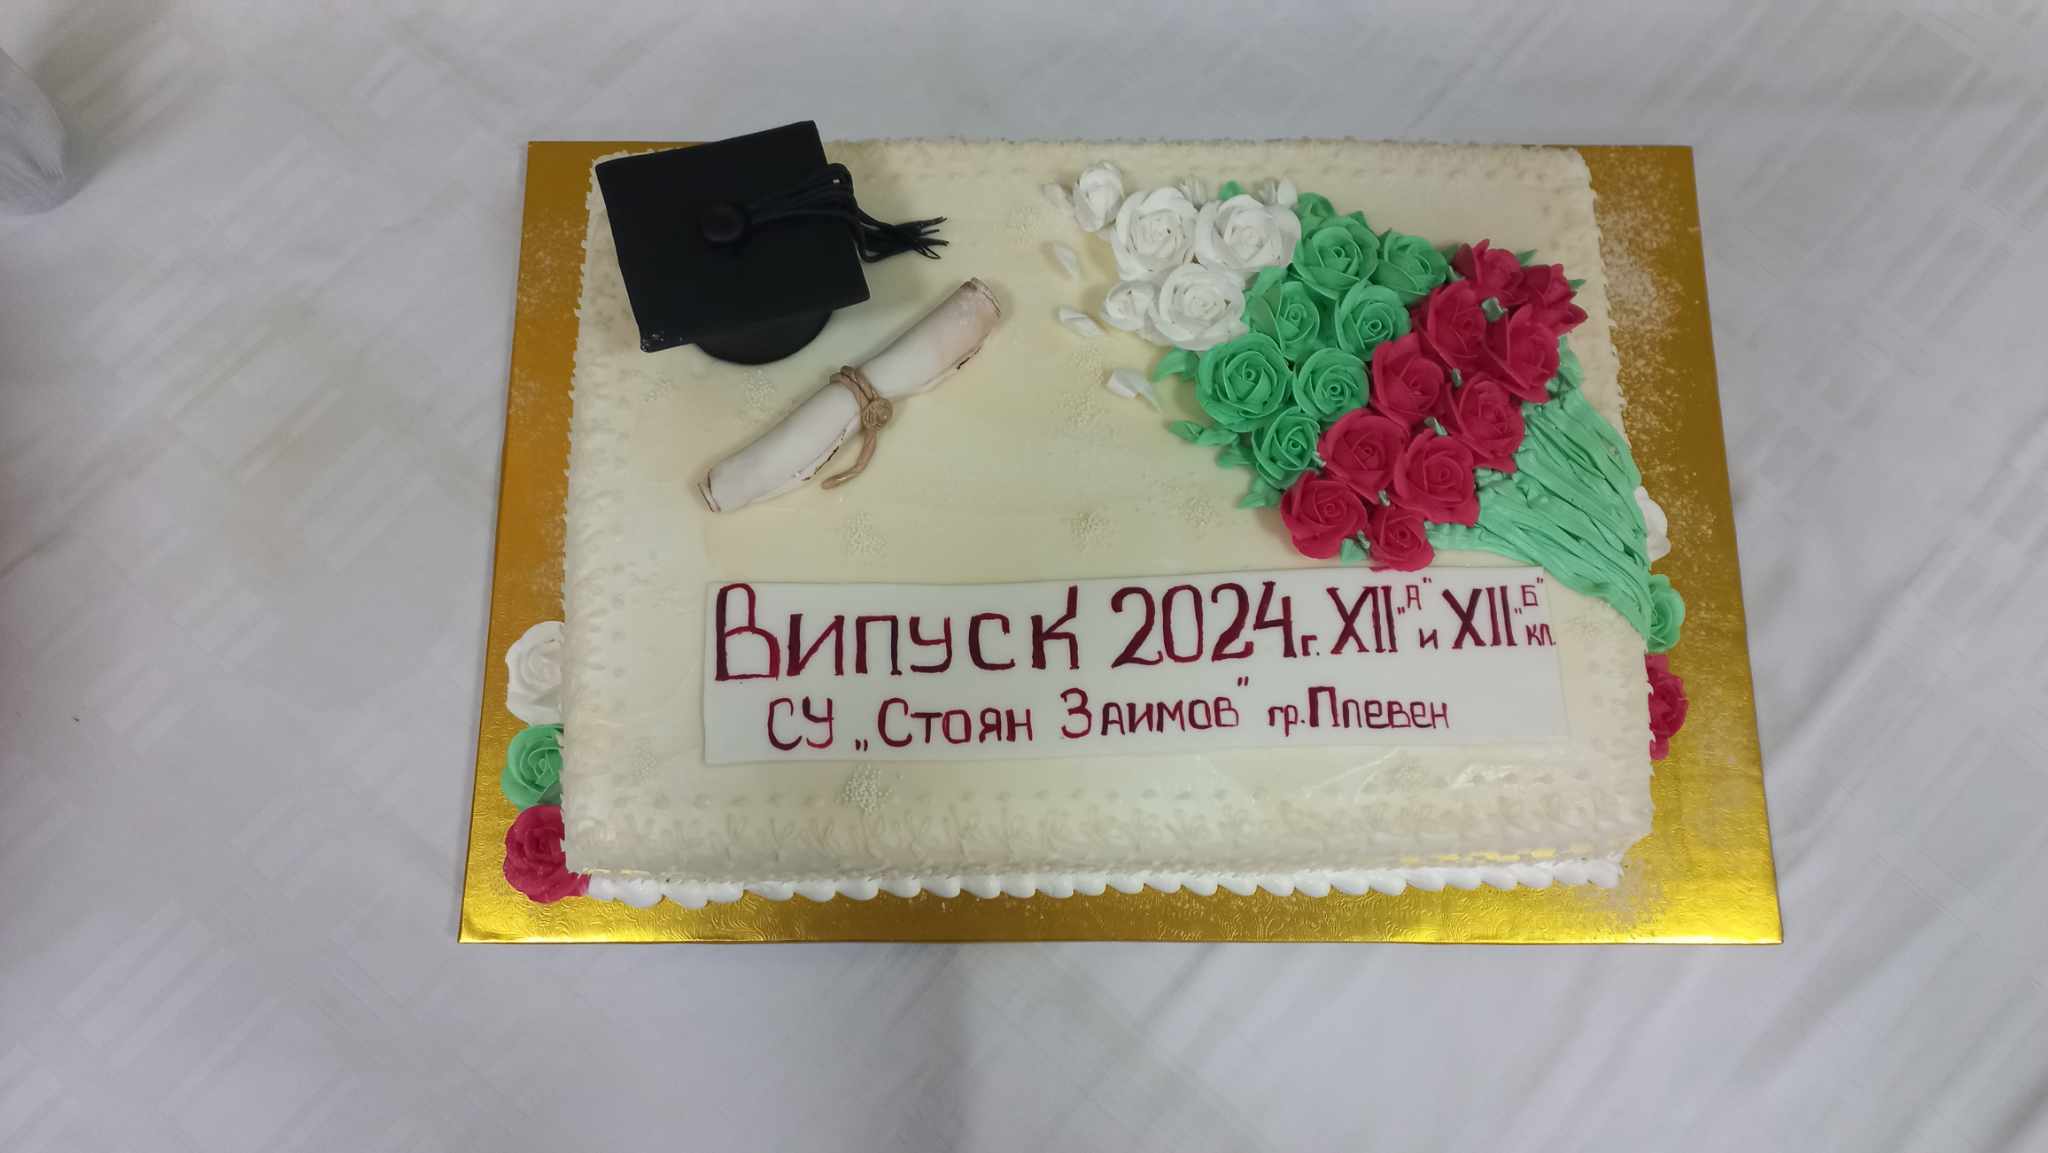 Випуск 2024г. XII "А" и XII "Б" кл.
СУ „Стоян Заимов" гр. Плевен